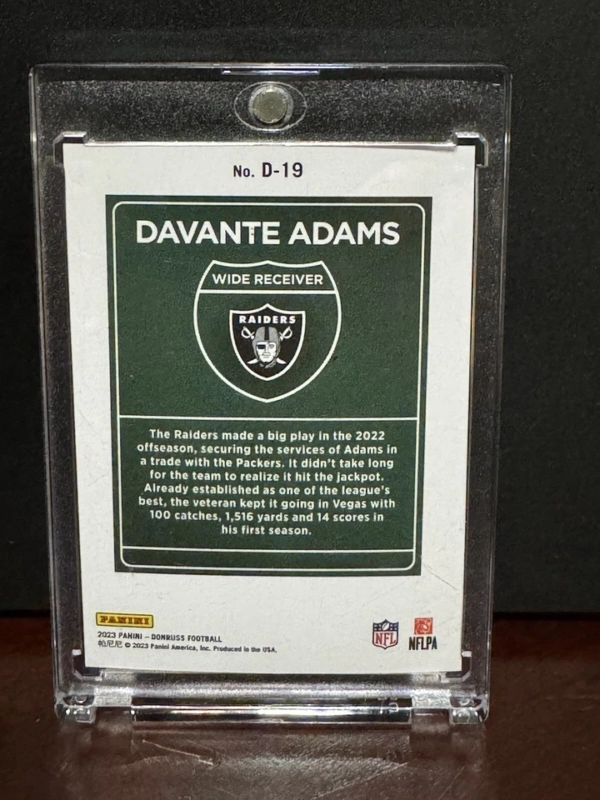 No. D-19
DAVANTE ADAMS
WIDE RECEIVER
RAIDERS
The Raiders made a big play in the 2022
offseason, securing the services of Adams in
a trade with the Packers. It didn't take long
for the team to realize it hit the jackpot.
Already established as one of the league's
best, the veteran kept it going in Vegas with
100 catches, 1,516 yards and 14 scores in
his first season.
PANINI
2023 PANINI – DONRUSS FOOTBALL
帕尼尼 © 2023 Panini America, Inc. Produced in the USA.
NFL
NFLPA